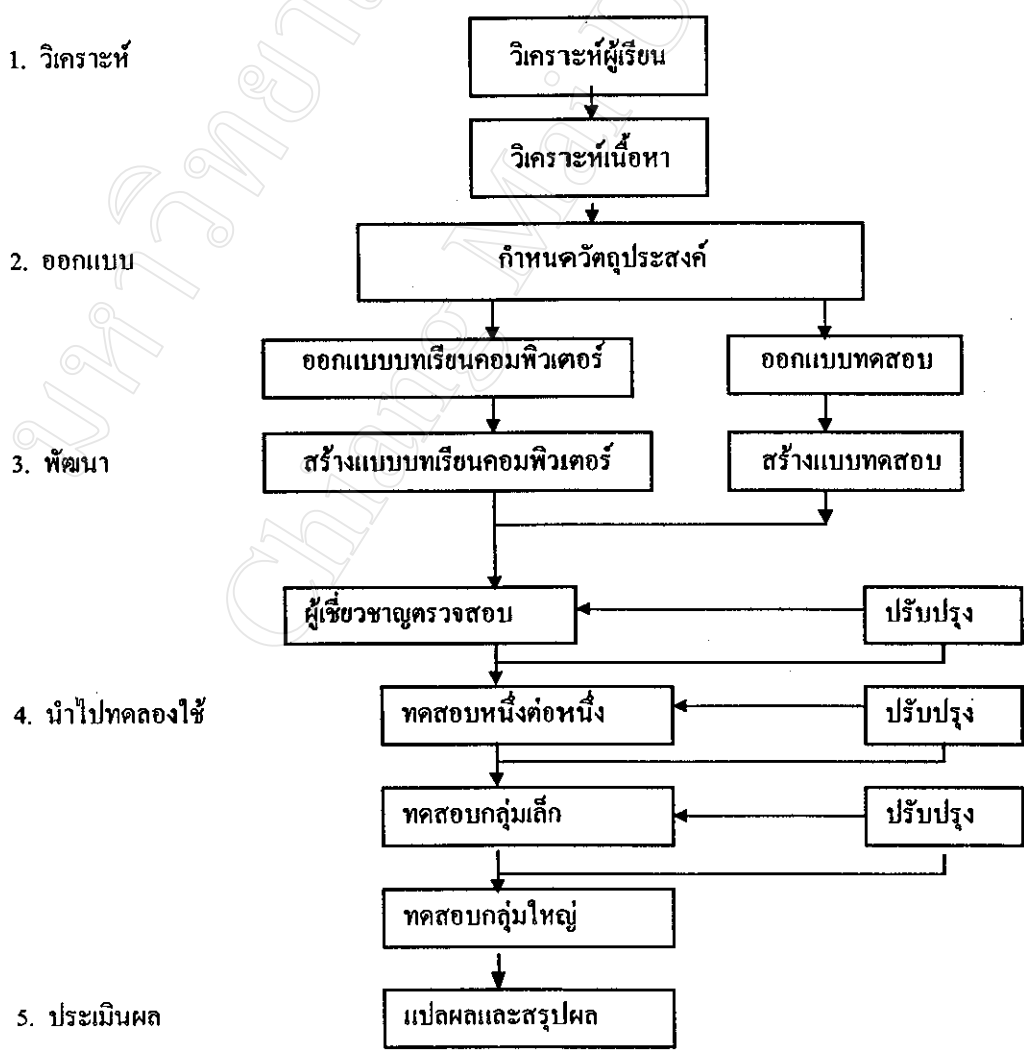 1. วิเคราะห์
วิเคราะห์ผู้เรียน
วิเคราะห์เนื้อหา
2. ออกแบบ
กำหนดวัตถุประสงค์
ออกแบบบทเรียนคอมพิวเตอร์
ออกแบบทดสอบ
3. พัฒนา
สร้างแบบบทเรียนคอมพิวเตอร์
สร้างแบบทดสอบ
ผู้เชี่ยวชาญตรวจสอบ
ปรับปรุง
4. นำไปทดลองใช้
ทดสอบหนึ่งต่อหนึ่ง
ปรับปรุง
ทดสอบกลุ่มเล็ก
ปรับปรุง
ทดสอบกลุ่มใหญ่
5. ประเมินผล
แปลผลและสรุปผล
มหาวิทยา
Chiang Mai U